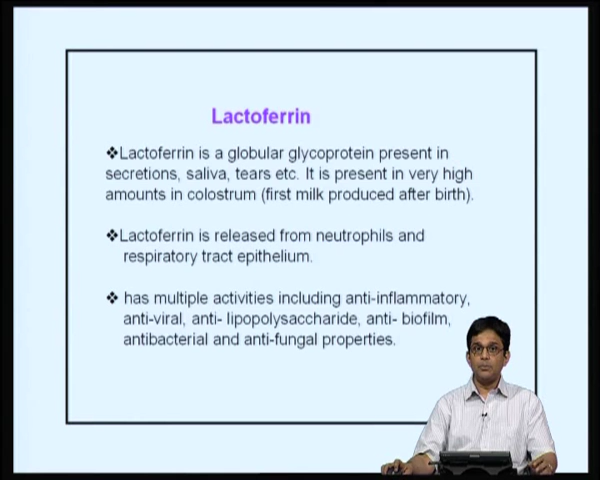 Lactoferrin
❖Lactoferrin is a globular glycoprotein present in
secretions, saliva, tears etc. It is present in very high
amounts in colostrum (first milk produced after birth).
❖Lactoferrin is released from neutrophils and
respiratory tract epithelium.
❖ has multiple activities including anti-inflammatory,
anti-viral, anti- lipopolysaccharide, anti- biofilm,
antibacterial and anti-fungal properties.